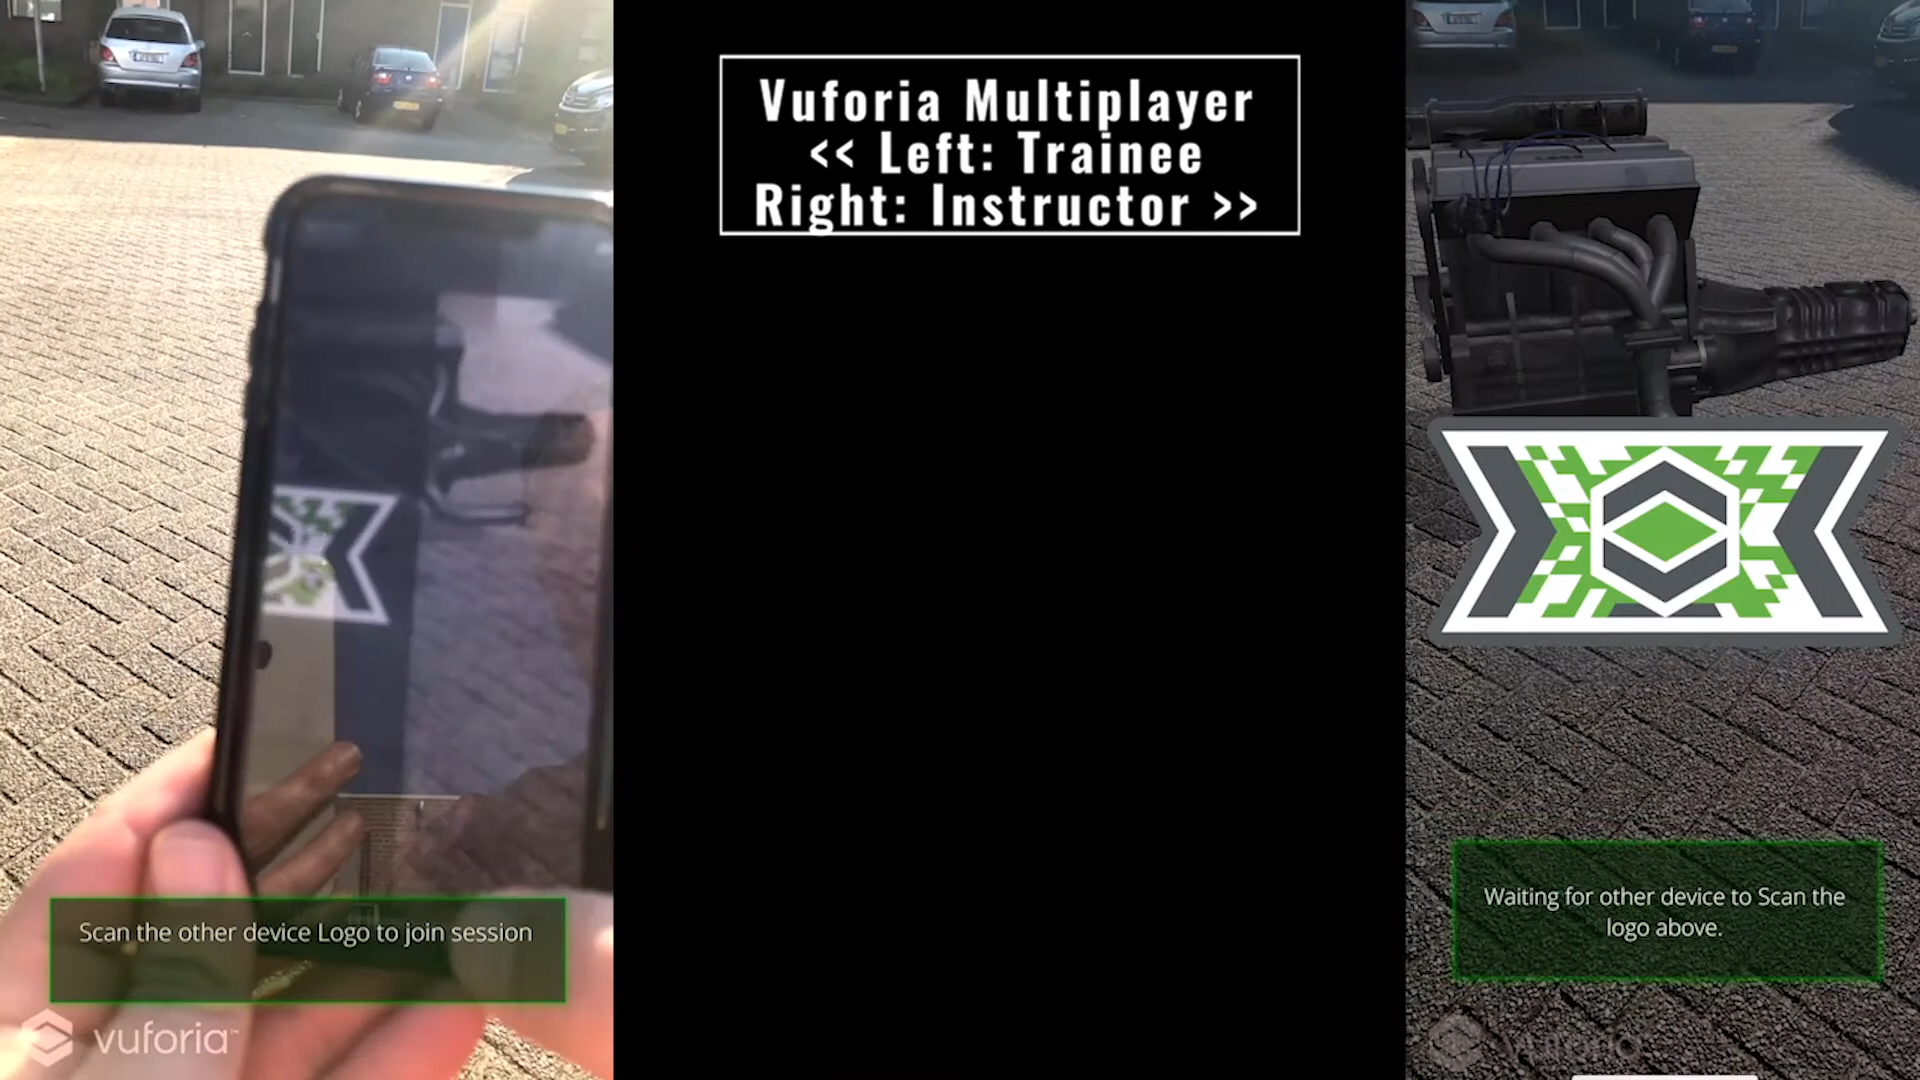 Vuforia Multiplayer
<< Left: Trainee
Right: Instructor >>
Scan the other device Logo to join session
vuforia™
Waiting for other device to Scan the
logo above.
vuforia